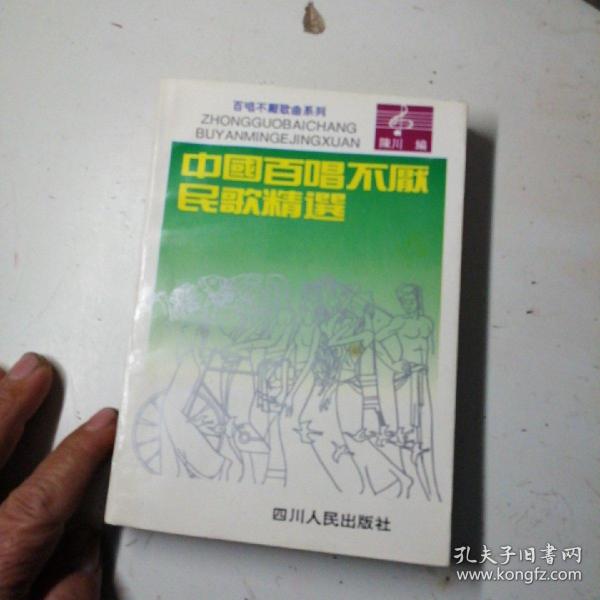 百唱不厭歌曲系列
ZHONGGUOBAICHANG
BUYANMINGEJINGXUAN
陳川 編
中國百唱不厭
民歌精選
四川人民出版社
孔夫子旧書网
www.kongfz.com